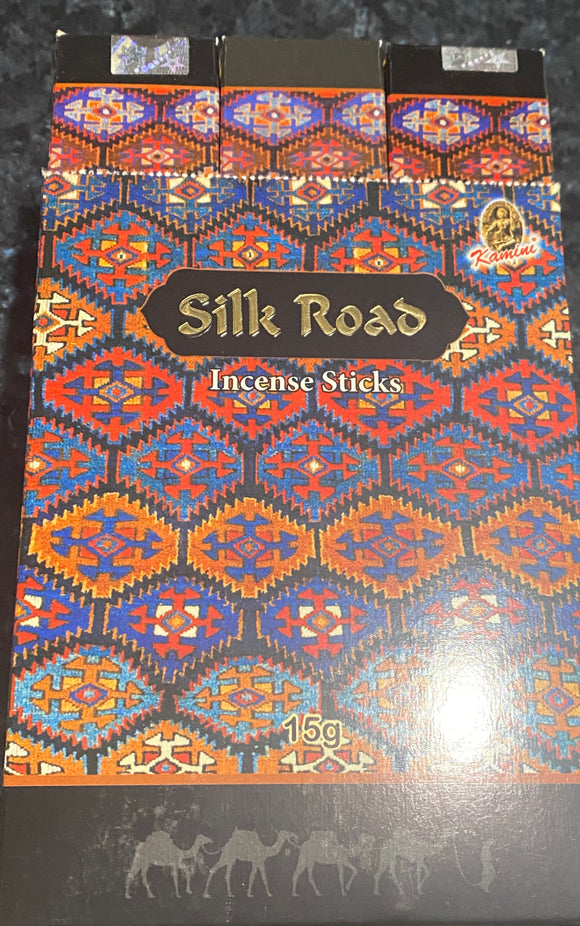 Kamini
Silk Road
Incense Sticks
15g